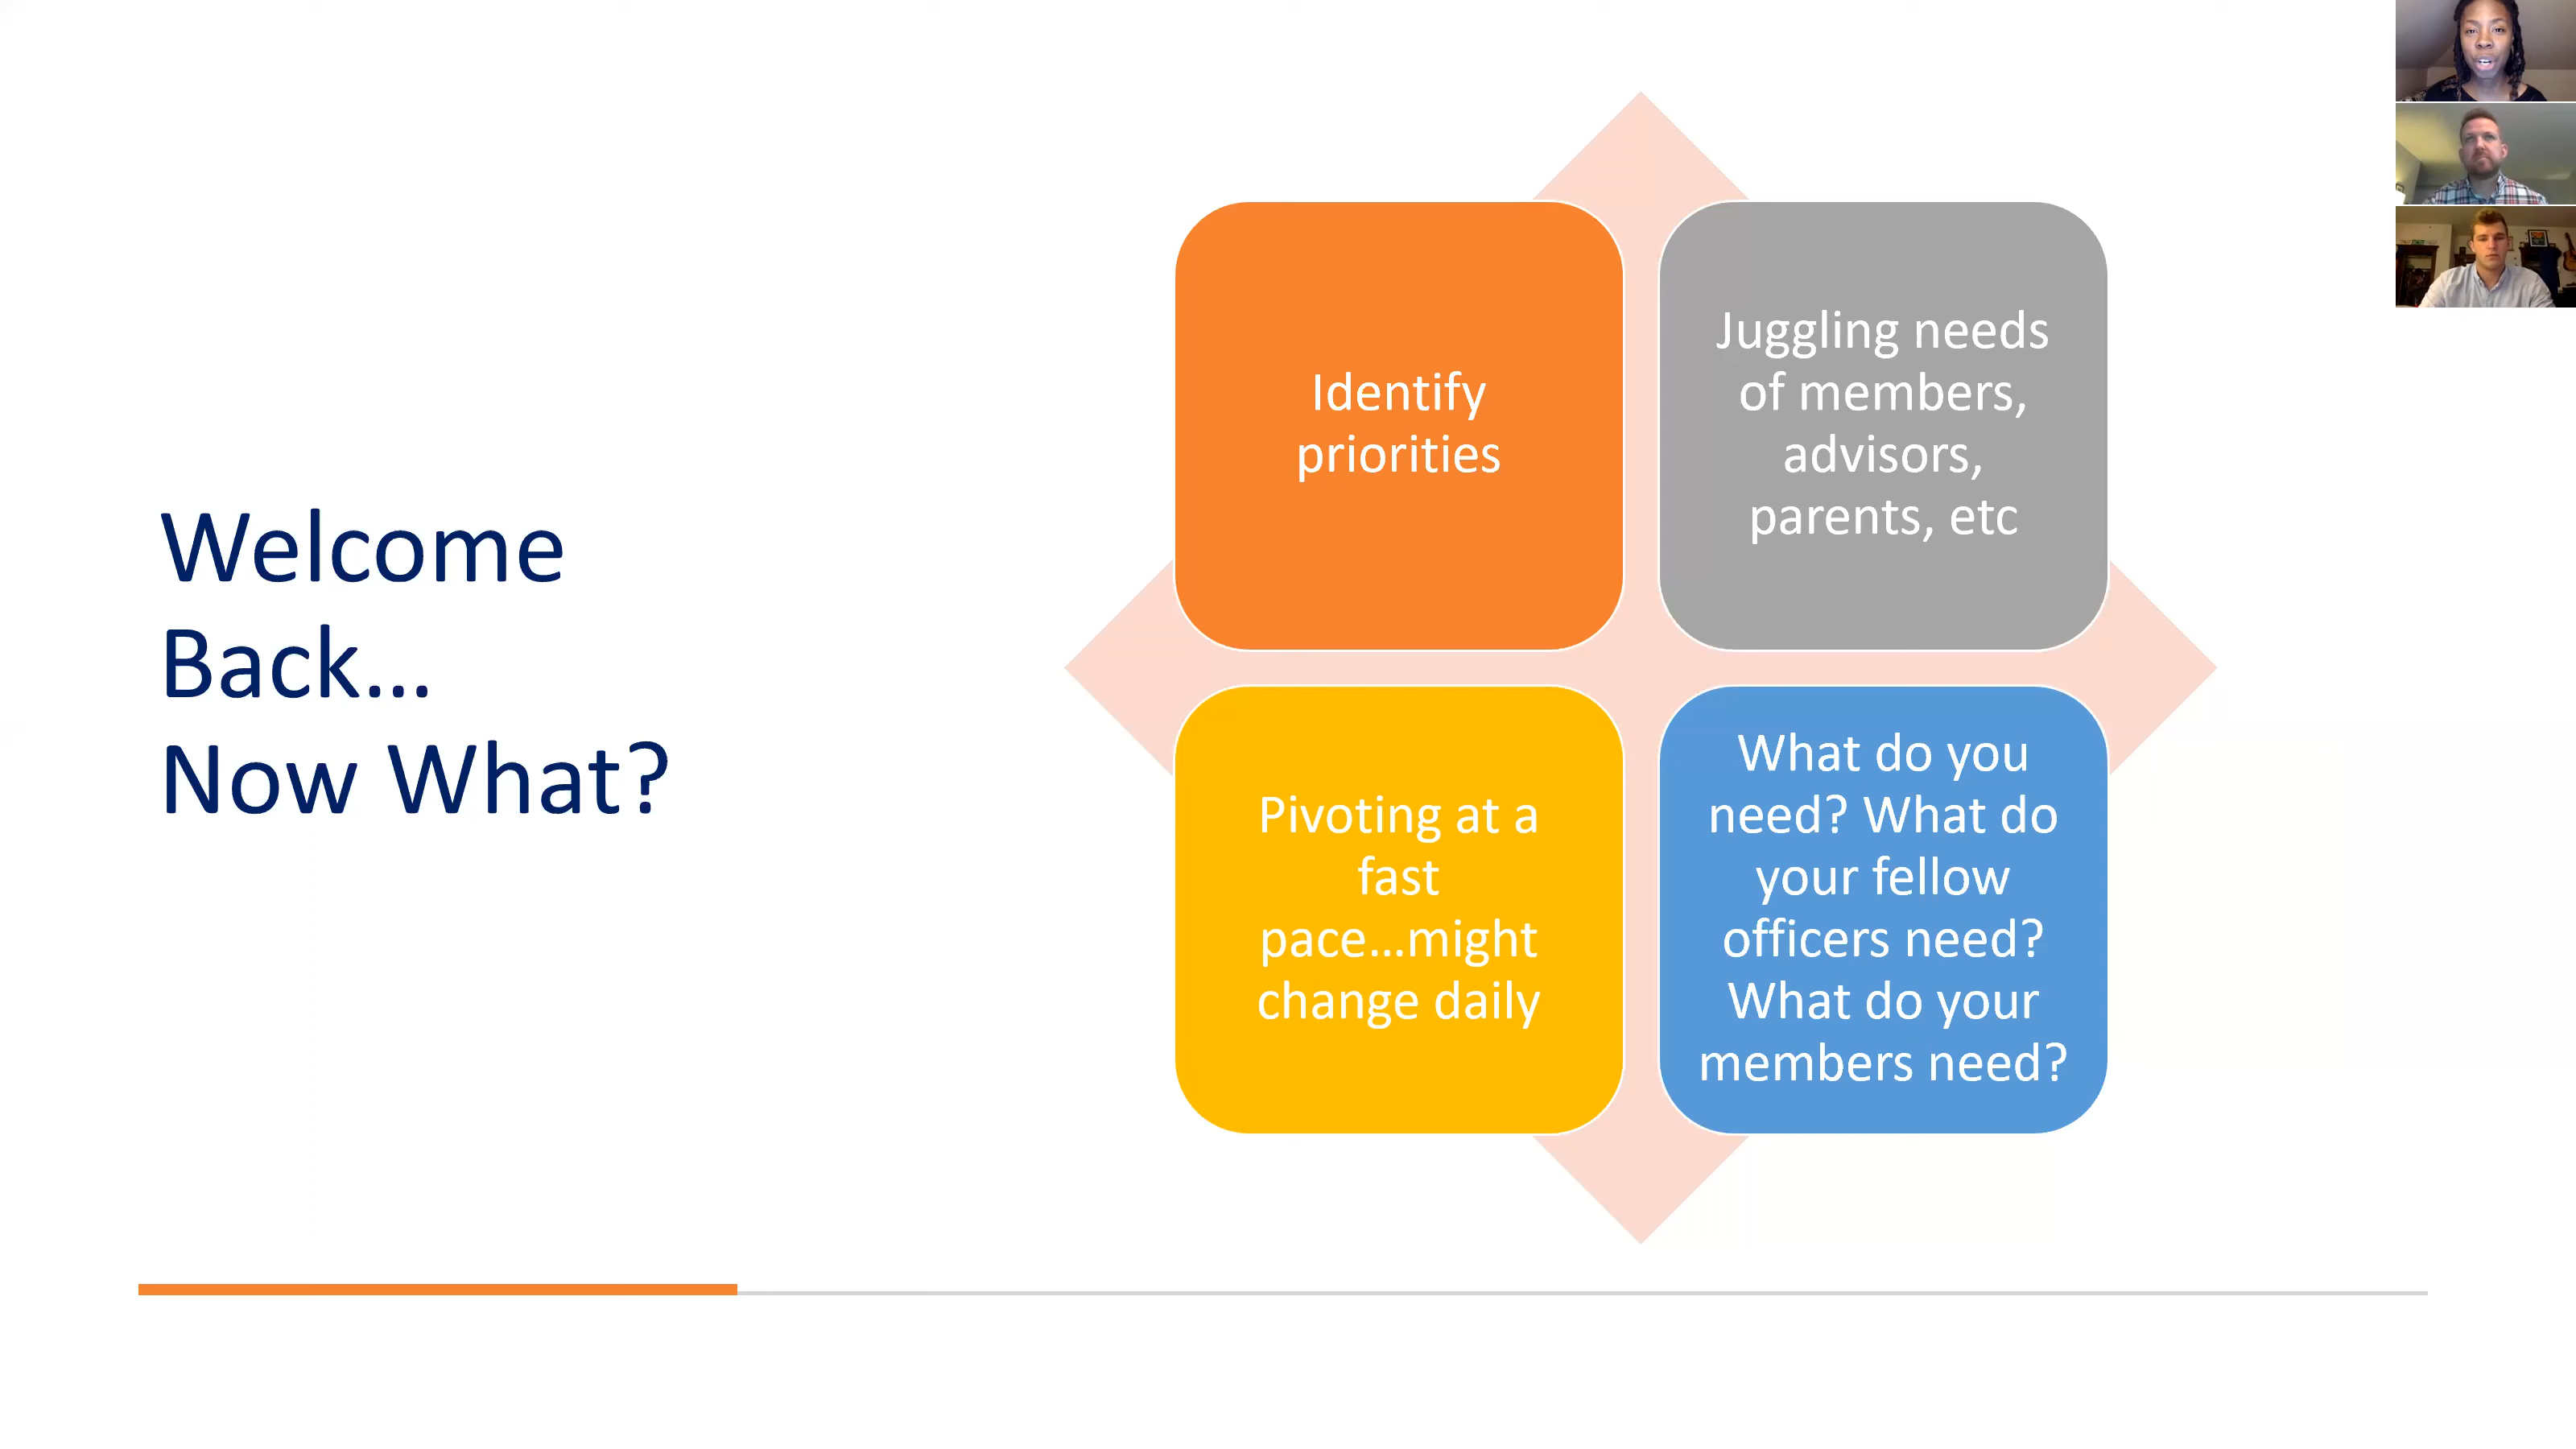 Welcome
Back...
Now What?
Identify
priorities
Juggling needs
of members,
advisors,
parents, etc
Pivoting at a
fast
pace...might
change daily
What do you
need? What do
your fellow
officers need?
What do your
members need?